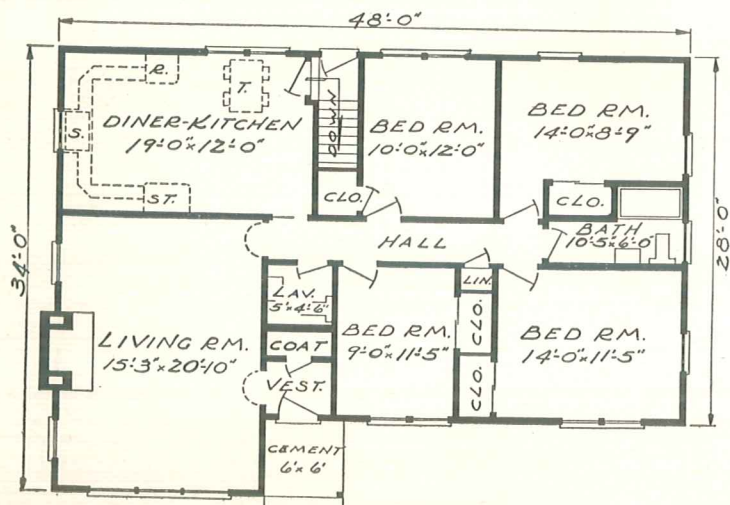 48'-0"
R.
T.
DOWN
S.
DINER-KITCHEN
19'-0"x12'-0"
ST.
BED RM.
10'-0"x12'-0"
BED RM.
14'-0"x8'-9"
CLO.
CLO.
BATH
10'-5"x6'-0"
34'-0"
28'-0"
HALL
LAV.
5'x4'-6"
LIN.
CLO.
LIVING RM.
15'-3"x20'-10"
COAT
BED RM.
9'-0"x11'-5"
BED RM.
14'-0"x11'-5"
VEST.
CLO.
CEMENT
6'x6'